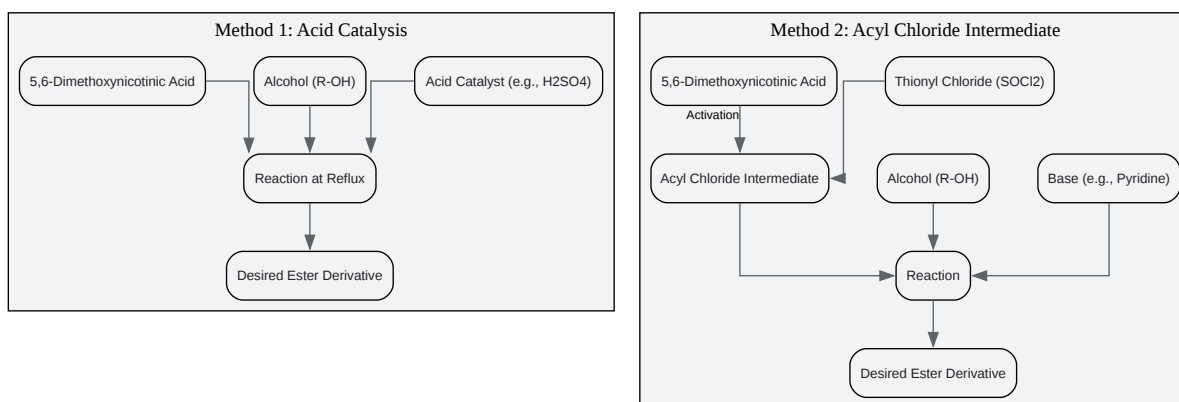 Method 1: Acid Catalysis
5,6-Dimethoxynicotinic Acid
Alcohol (R-OH)
Acid Catalyst (e.g., H2SO4)
Reaction at Reflux
Desired Ester Derivative
Method 2: Acyl Chloride Intermediate
5,6-Dimethoxynicotinic Acid
Thionyl Chloride (SOCl2)
Activation
Acyl Chloride Intermediate
Alcohol (R-OH)
Base (e.g., Pyridine)
Reaction
Desired Ester Derivative